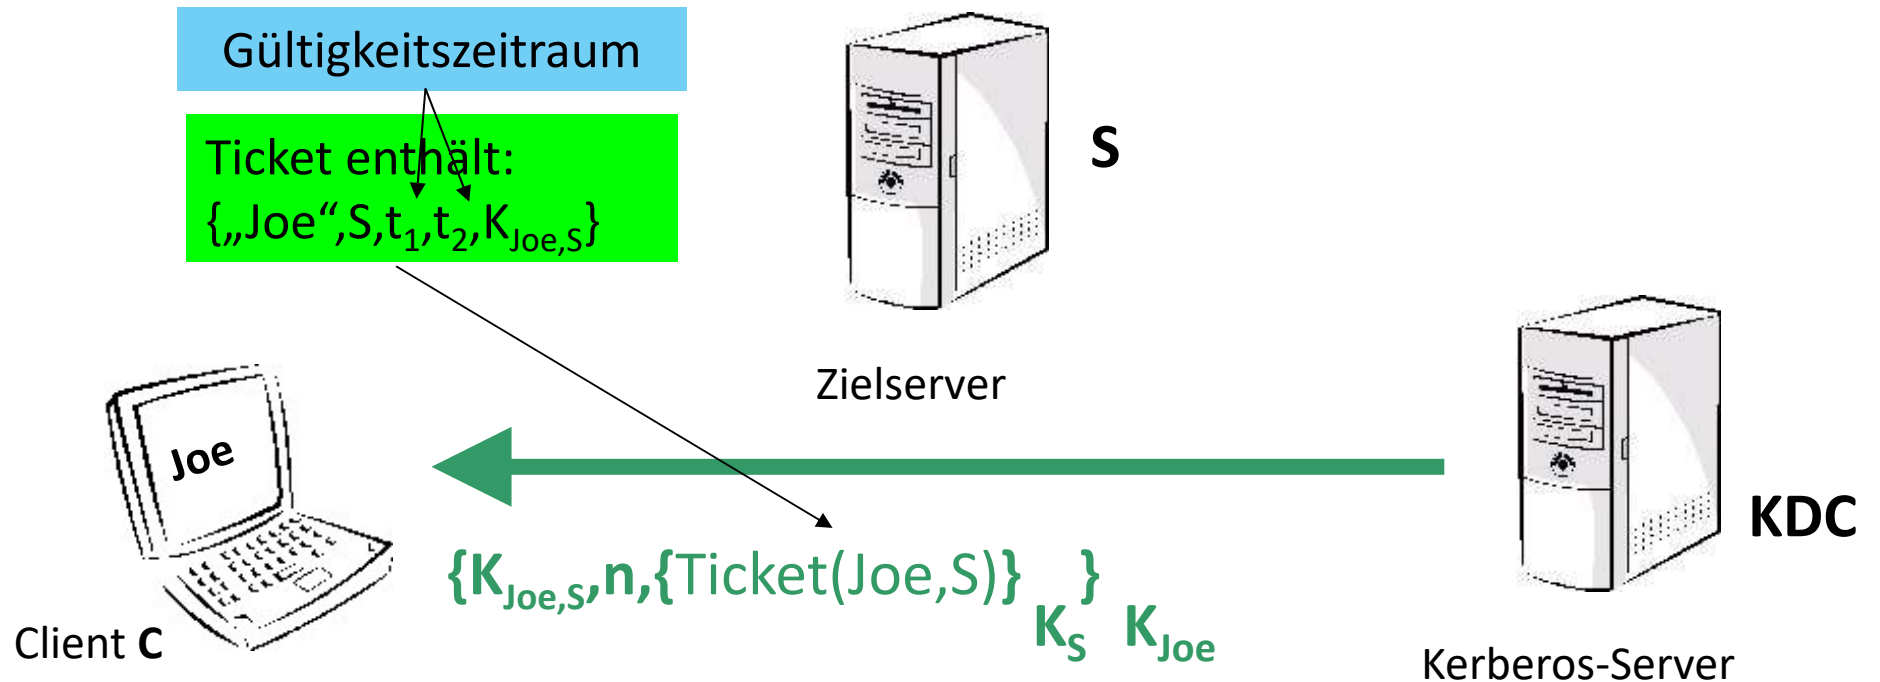 Gültigkeitszeitraum
Ticket enthält:
{„Joe“,S,t1,t2,KJoe,S}
S
Zielserver
Joe
KDC
{KJoe,S,n,{Ticket(Joe,S)}KS}KJoe
Client C
Kerberos-Server